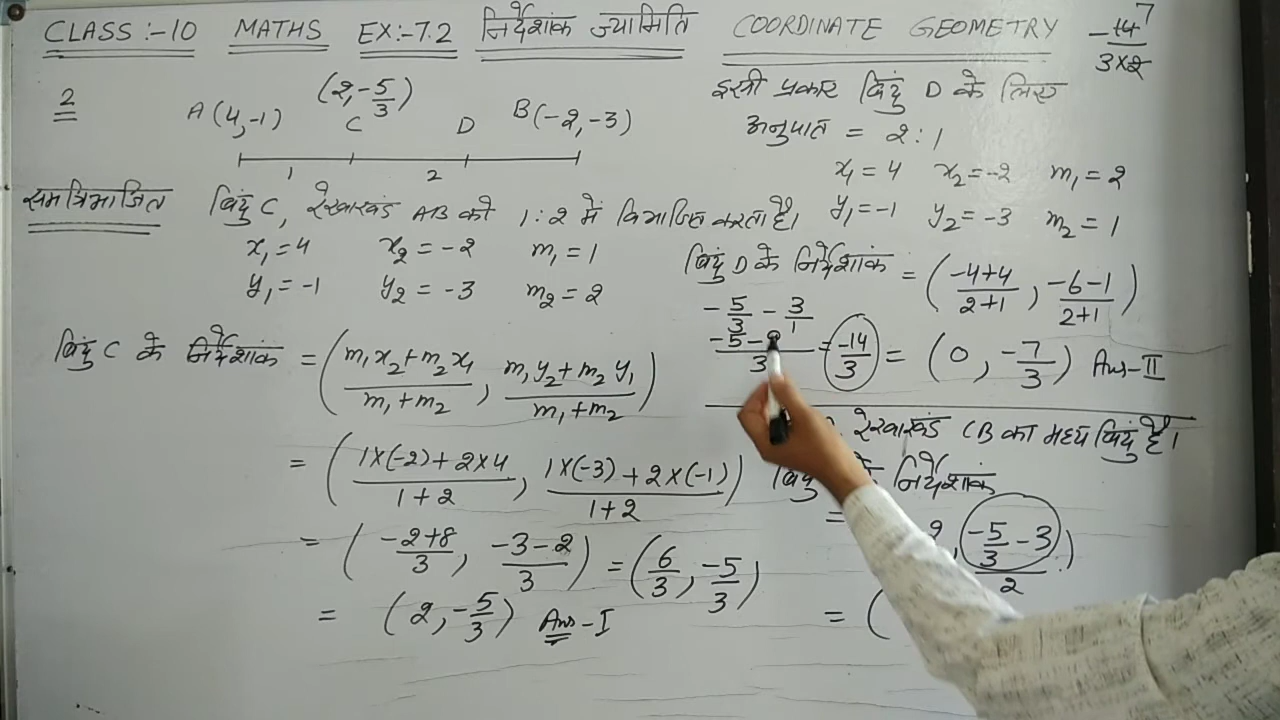 CLASS :-10 MATHS EX:-7.2 निर्देशांक ज्यामिति COORDINATE GEOMETRY
-14 7
3×2
2
A(4,-1) (2,-5/3) B(-2,-3)
C D
1 2
समत्रिभाजित बिंदु C, रेखाखंड AB को 1:2 में विभाजित करता है।
x₁=4 x₂=-2 m₁=1
y₁=-1 y₂=-3 m₂=2
बिंदु C के निर्देशांक = (m₁x₂+m₂x₁/m₁+m₂, m₁y₂+m₂y₁/m₁+m₂)
= (1×(-2)+2×4/1+2, 1×(-3)+2×(-1)/1+2)
= (-2+8/3, -3-2/3) = (6/3, -5/3)
= (2,-5/3) Ans-I
इसी प्रकार बिंदु D के लिए
अनुपात = 2:1
x₁=4 x₂=-2 m₁=2
y₁=-1 y₂=-3 m₂=1
बिंदु D के निर्देशांक = (-4+4/2+1, -6-1/2+1)
-5/3 - 3/1
-5-9/3 = -14/3 = (0,-7/3) Ans-II
रेखाखंड CB का मध्य बिंदु है।
निर्देशांक
= -5/3-3)
2
= (